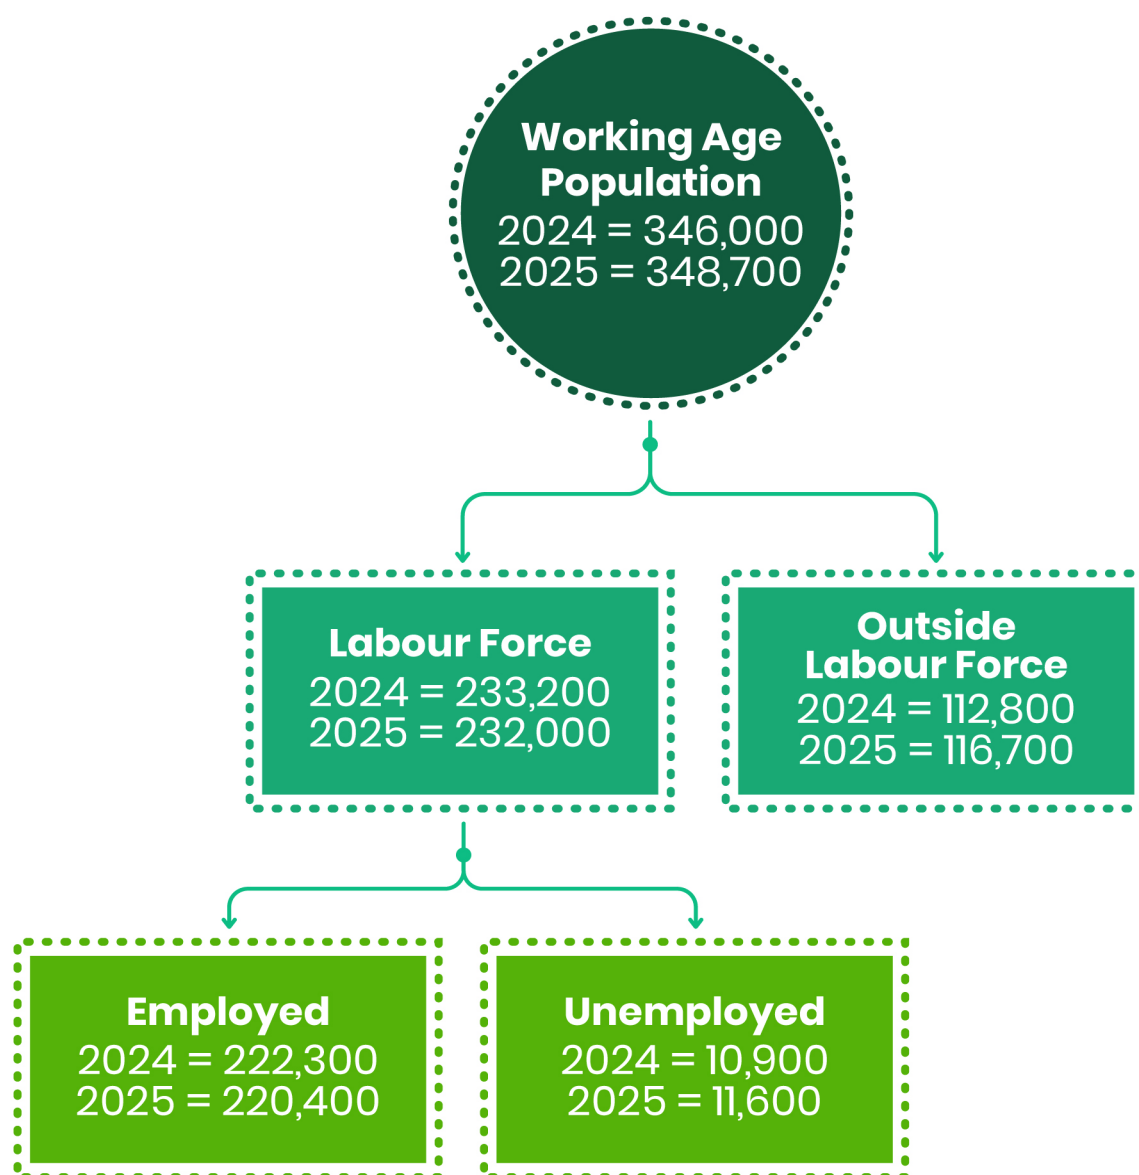 Working Age
Population
2024 = 346,000
2025 = 348,700
Labour Force
2024 = 233,200
2025 = 232,000
Outside
Labour Force
2024 = 112,800
2025 = 116,700
Employed
2024 = 222,300
2025 = 220,400
Unemployed
2024 = 10,900
2025 = 11,600